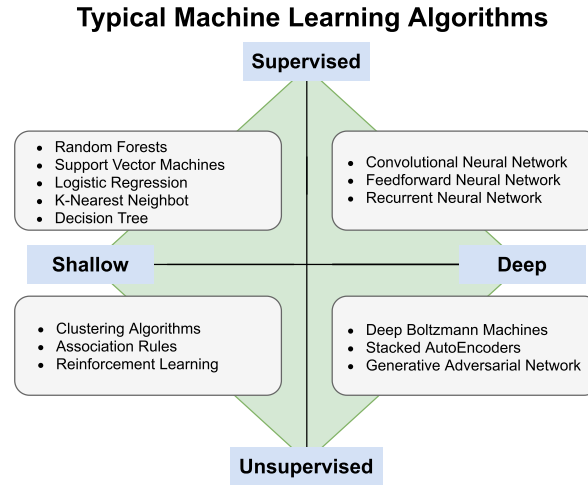 Typical Machine Learning Algorithms
Supervised
Random Forests
Support Vector Machines
Logistic Regression
K-Nearest Neighbot
Decision Tree
Convolutional Neural Network
Feedforward Neural Network
Recurrent Neural Network
Shallow
Deep
Clustering Algorithms
Association Rules
Reinforcement Learning
Deep Boltzmann Machines
Stacked AutoEncoders
Generative Adversarial Network
Unsupervised